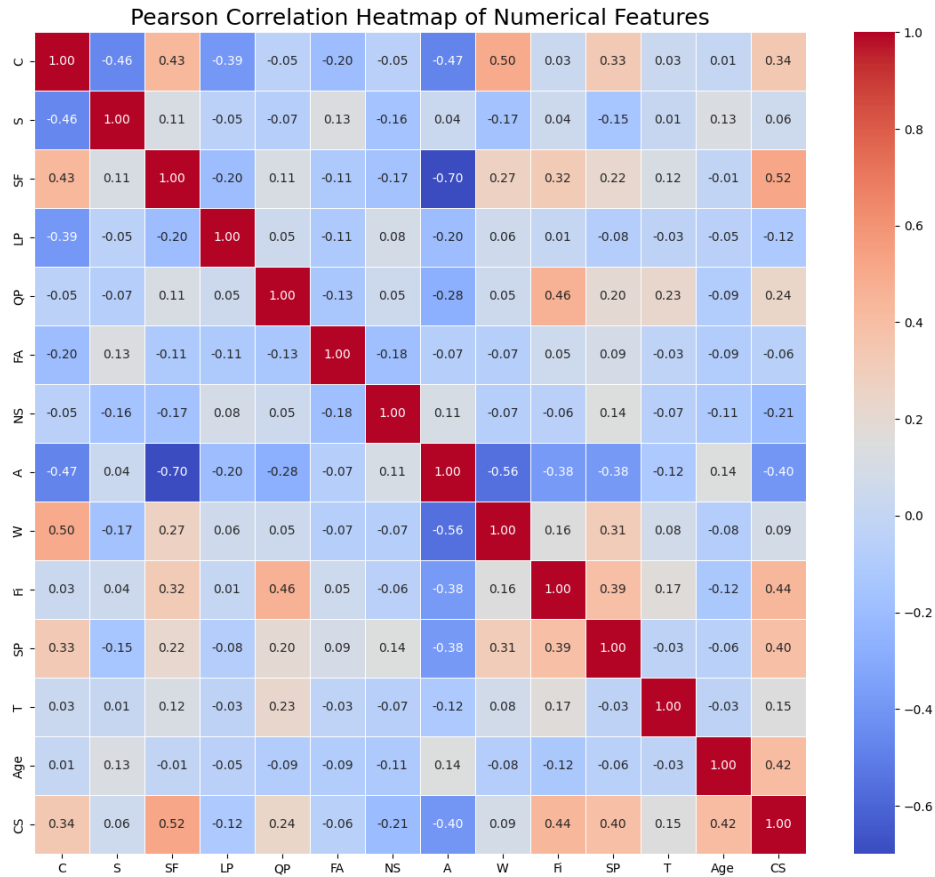 Pearson Correlation Heatmap of Numerical Features
C 1.00 -0.46 0.43 -0.39 -0.05 -0.20 -0.05 -0.47 0.50 0.03 0.33 0.03 0.01 0.34
S -0.46 1.00 0.11 -0.05 -0.07 0.13 -0.16 0.04 -0.17 0.04 -0.15 0.01 0.13 0.06
SF 0.43 0.11 1.00 -0.20 0.11 -0.11 -0.17 -0.70 0.27 0.32 0.22 0.12 -0.01 0.52
LP -0.39 -0.05 -0.20 1.00 0.05 -0.11 0.08 -0.20 0.06 0.01 -0.08 -0.03 -0.05 -0.12
QP -0.05 -0.07 0.11 0.05 1.00 -0.13 0.05 -0.28 0.05 0.46 0.20 0.23 -0.09 0.24
FA -0.20 0.13 -0.11 -0.11 -0.13 1.00 -0.18 -0.07 -0.07 0.05 0.09 -0.03 -0.09 -0.06
NS -0.05 -0.16 -0.17 0.08 0.05 -0.18 1.00 0.11 -0.07 -0.06 0.14 -0.07 -0.11 -0.21
A -0.47 0.04 -0.70 -0.20 -0.28 -0.07 0.11 1.00 -0.56 -0.38 -0.38 -0.12 0.14 -0.40
W 0.50 -0.17 0.27 0.06 0.05 -0.07 -0.07 -0.56 1.00 0.16 0.31 0.08 -0.08 0.09
Fi 0.03 0.04 0.32 0.01 0.46 0.05 -0.06 -0.38 0.16 1.00 0.39 0.17 -0.12 0.44
SP 0.33 -0.15 0.22 -0.08 0.20 0.09 0.14 -0.38 0.31 0.39 1.00 -0.03 -0.06 0.40
T 0.03 0.01 0.12 -0.03 0.23 -0.03 -0.07 -0.12 0.08 0.17 -0.03 1.00 -0.03 0.15
Age 0.01 0.13 -0.01 -0.05 -0.09 -0.09 -0.11 0.14 -0.08 -0.12 -0.06 -0.03 1.00 0.42
CS 0.34 0.06 0.52 -0.12 0.24 -0.06 -0.21 -0.40 0.09 0.44 0.40 0.15 0.42 1.00
C S SF LP QP FA NS A W Fi SP T Age CS
1.0
0.8
0.6
0.4
0.2
0.0
−0.2
−0.4
−0.6